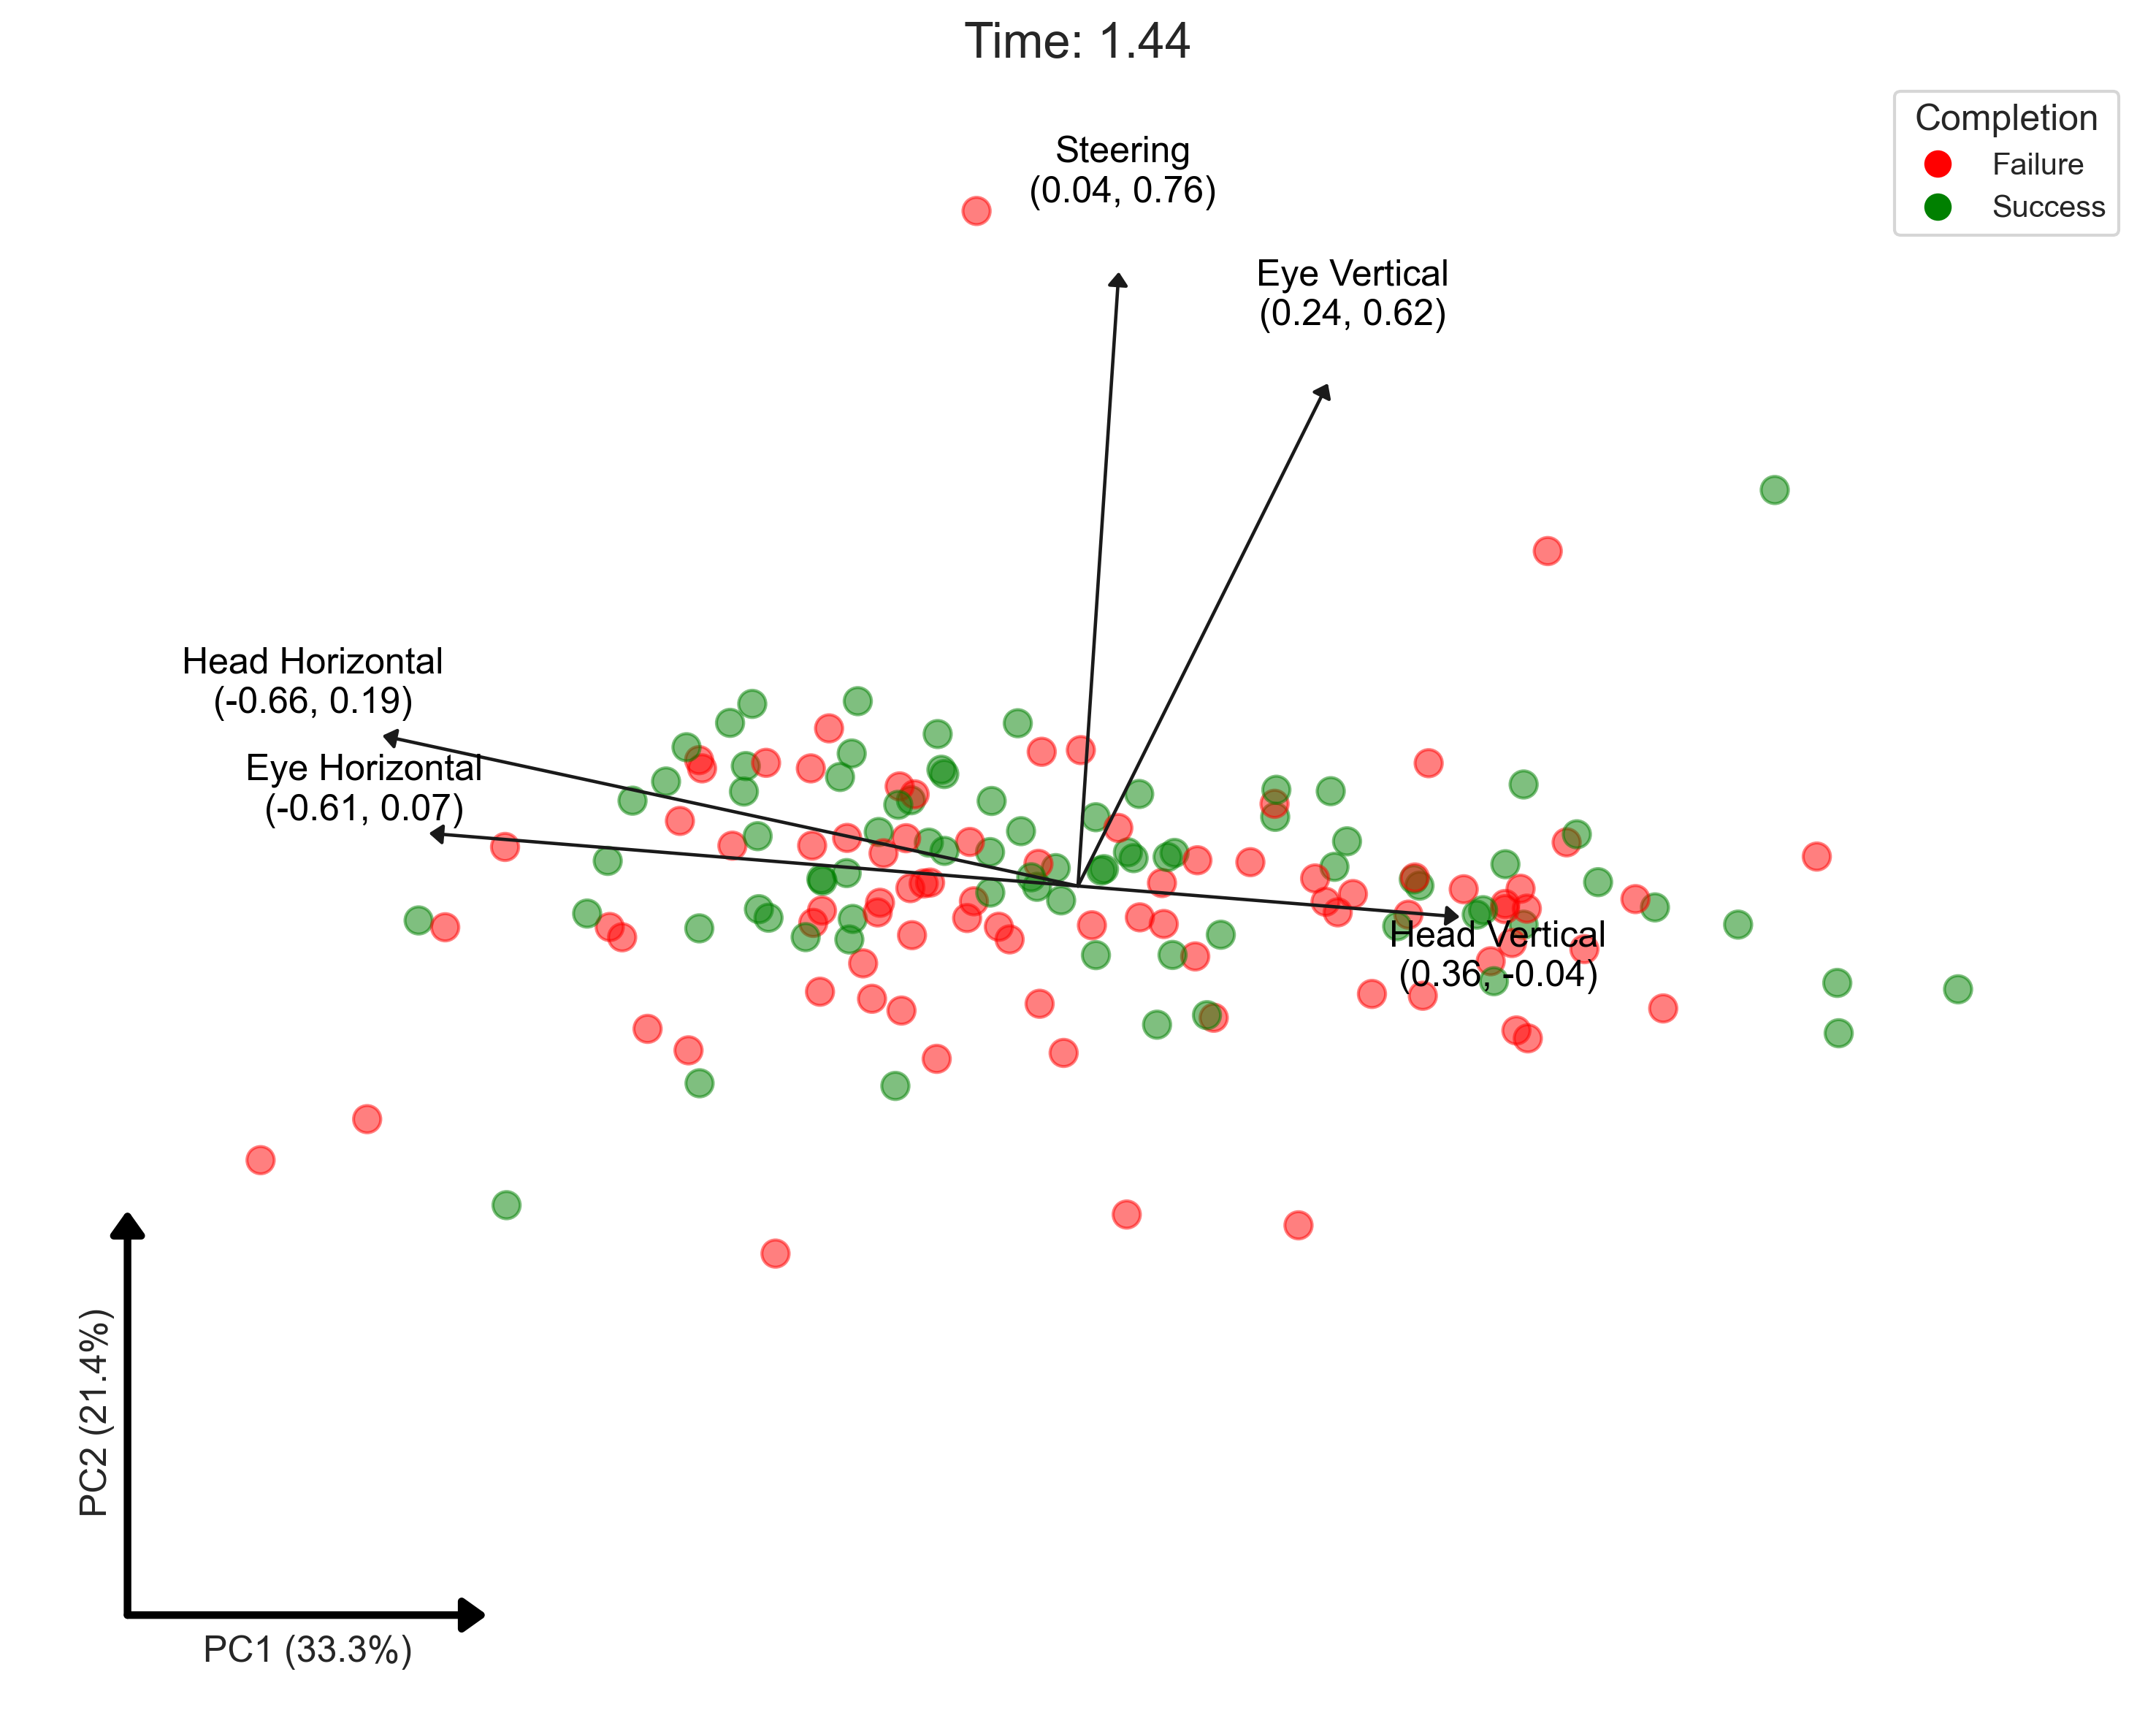 Time: 1.44
Completion
Failure
Success
Steering
(0.04, 0.76)
Eye Vertical
(0.24, 0.62)
Head Horizontal
(-0.66, 0.19)
Eye Horizontal
(-0.61, 0.07)
Head Vertical
(0.36, -0.04)
PC2 (21.4%)
PC1 (33.3%)